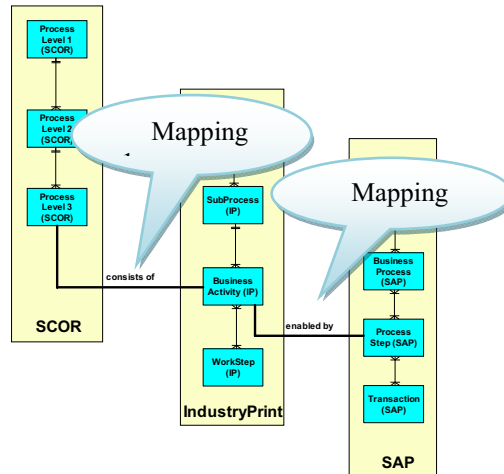 Process
Level 1
(SCOR)
Process
Level 2
(SCOR)
Process
Level 3
(SCOR)
SCOR
Mapping
consists of
SubProcess
(IP)
Business
Activity (IP)
WorkStep
(IP)
IndustryPrint
Mapping
enabled by
Business
Process
(SAP)
Process
Step (SAP)
Transaction
(SAP)
SAP